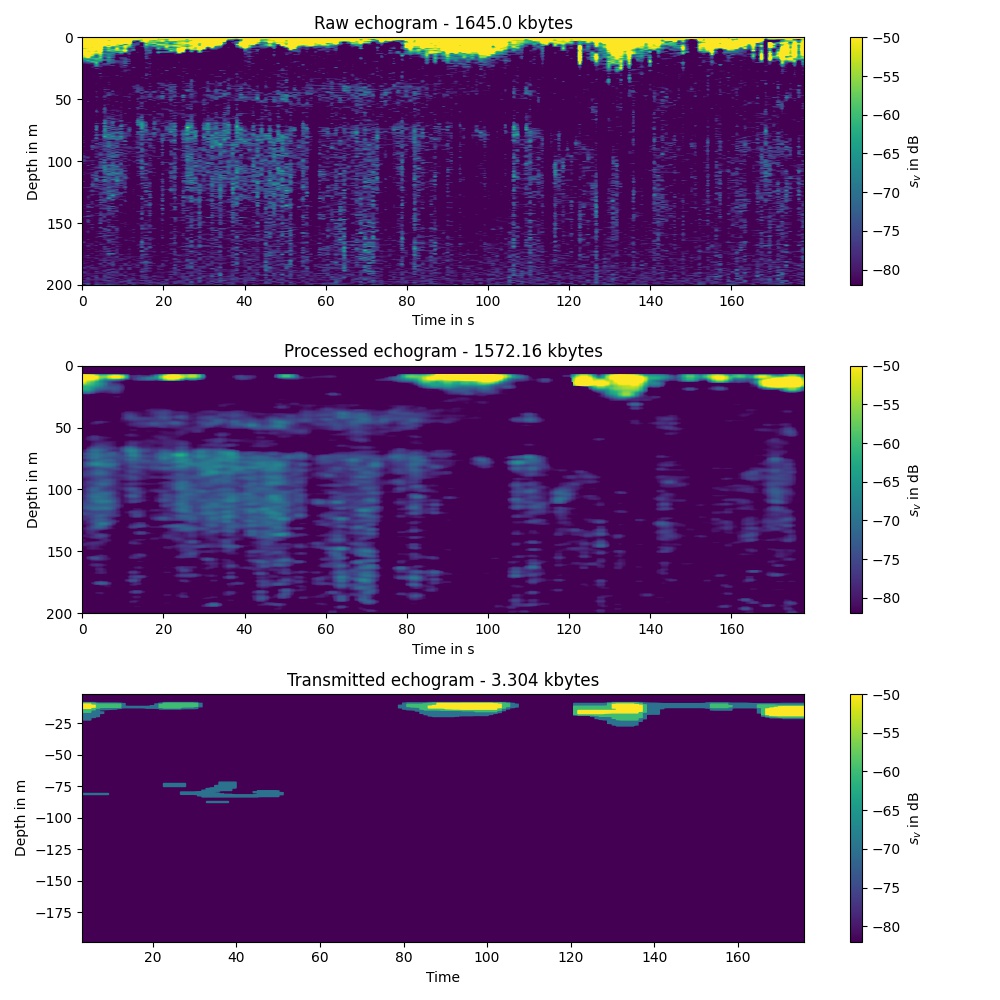 Raw echogram - 1645.0 kbytes
0
50
100
150
200
Depth in m
0 20 40 60 80 100 120 140 160
Time in s
−50
−55
−60
−65
−70
−75
−80
sv in dB
Processed echogram - 1572.16 kbytes
0
50
100
150
200
Depth in m
0 20 40 60 80 100 120 140 160
Time in s
−50
−55
−60
−65
−70
−75
−80
sv in dB
Transmitted echogram - 3.304 kbytes
−25
−50
−75
−100
−125
−150
−175
Depth in m
20 40 60 80 100 120 140 160
Time
−50
−55
−60
−65
−70
−75
−80
sv in dB